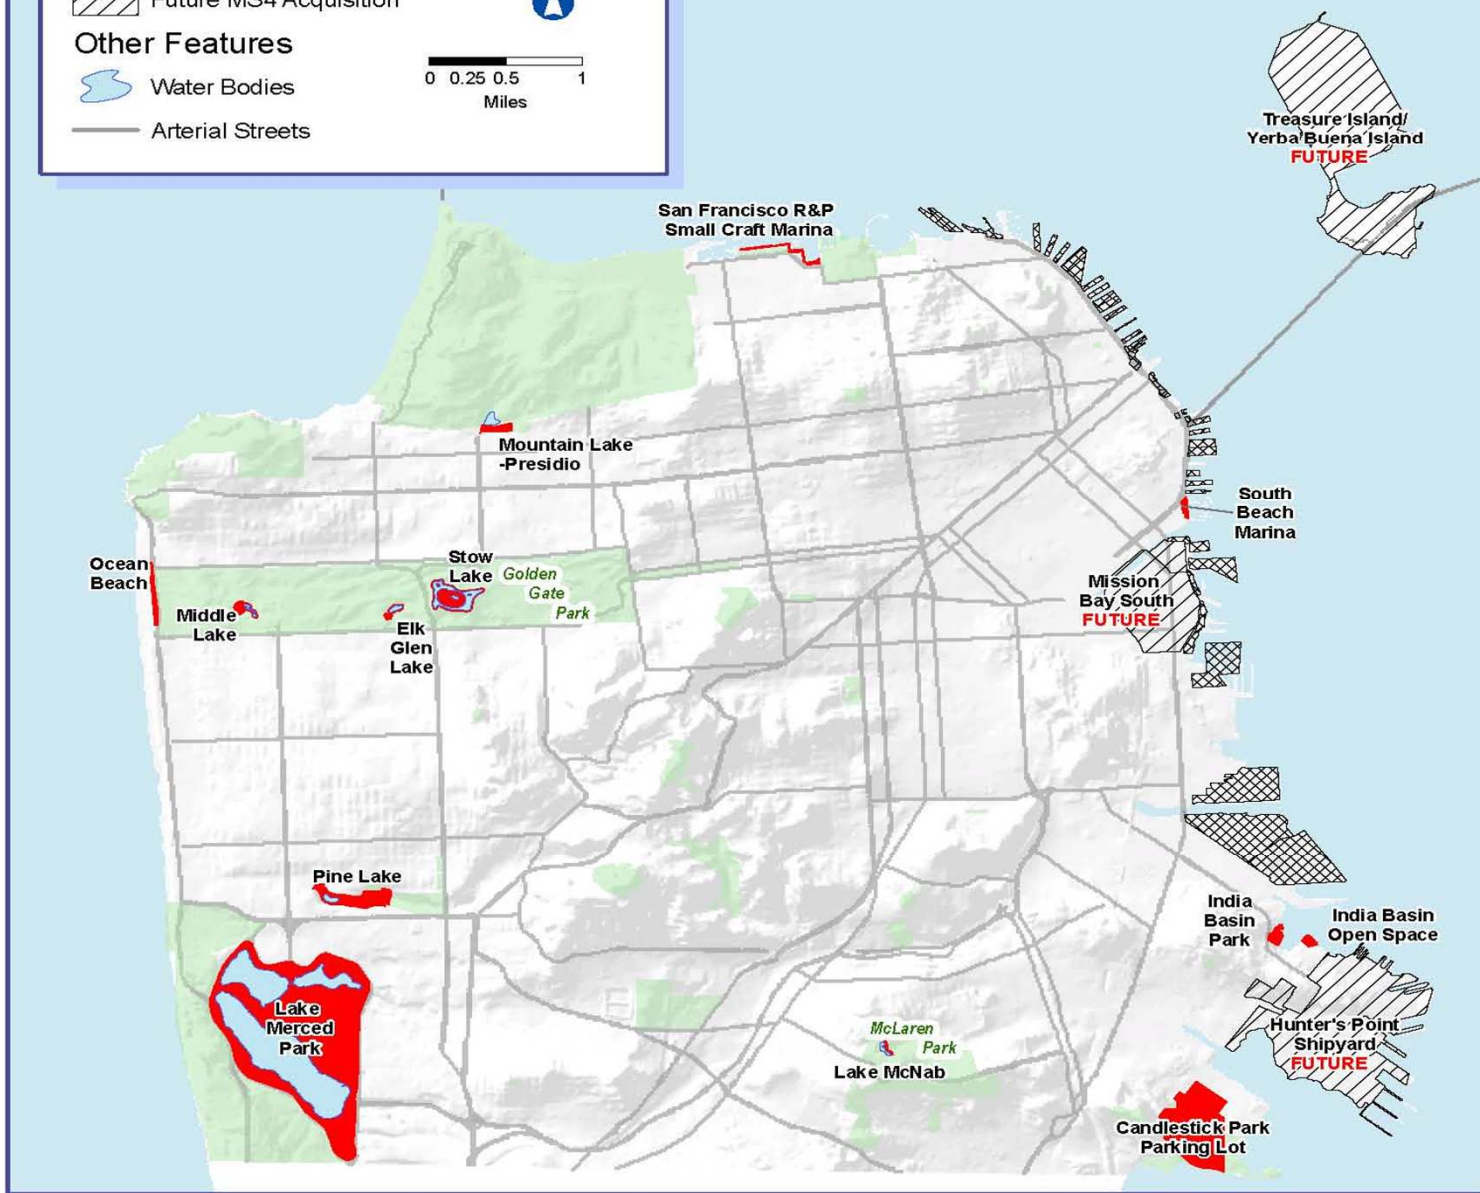 Future MS4 Acquisition
Other Features
Water Bodies
Arterial Streets
0 0.25 0.5 1
Miles
Treasure Island/
Yerba Buena Island
FUTURE
San Francisco R&P
Small Craft Marina
Mountain Lake
-Presidio
South
Beach
Marina
Ocean
Beach
Stow
Lake
Golden
Gate
Park
Middle
Lake
Elk
Glen
Lake
Mission
Bay South
FUTURE
Pine Lake
India
Basin
Park
India Basin
Open Space
Lake
Merced
Park
McLaren
Park
Lake McNab
Hunter's Point
Shipyard
FUTURE
Candlestick Park
Parking Lot